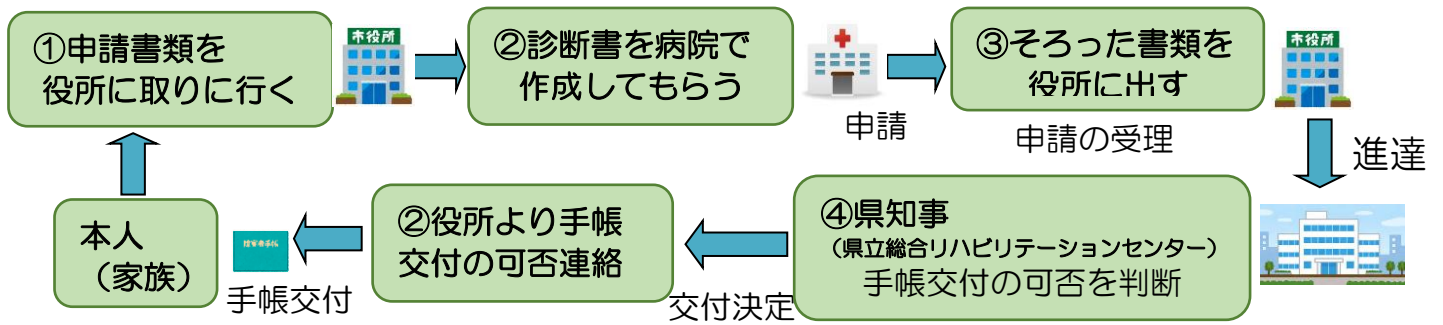 ①申請書類を
役所に取りに行く
市役所
②診断書を病院で
作成してもらう
申請
③そろった書類を
役所に出す
市役所
申請の受理
進達
④県知事
（県立総合リハビリテーションセンター）
手帳交付の可否を判断
交付決定
②役所より手帳
交付の可否連絡
障害者手帳
手帳交付
本人
（家族）